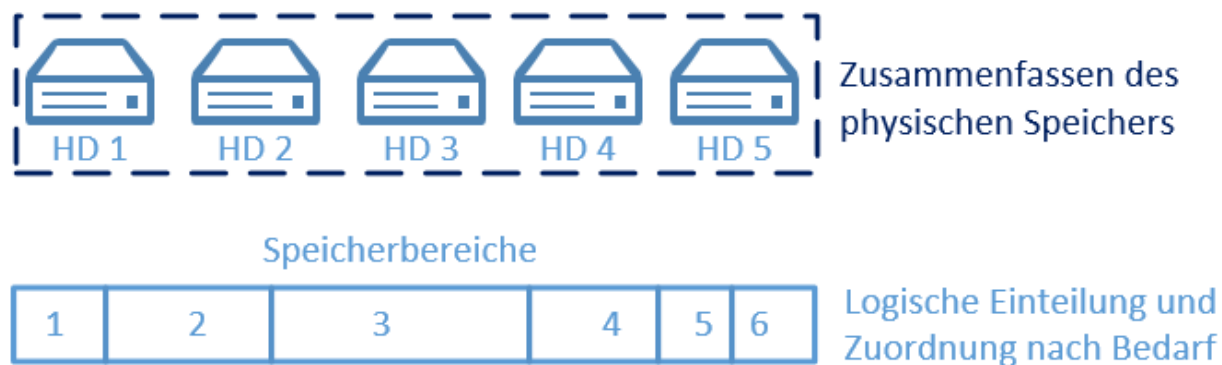 HD 1 HD 2 HD 3 HD 4 HD 5
Zusammenfassen des
physischen Speichers
Speicherbereiche
1 2 3 4 5 6
Logische Einteilung und
Zuordnung nach Bedarf